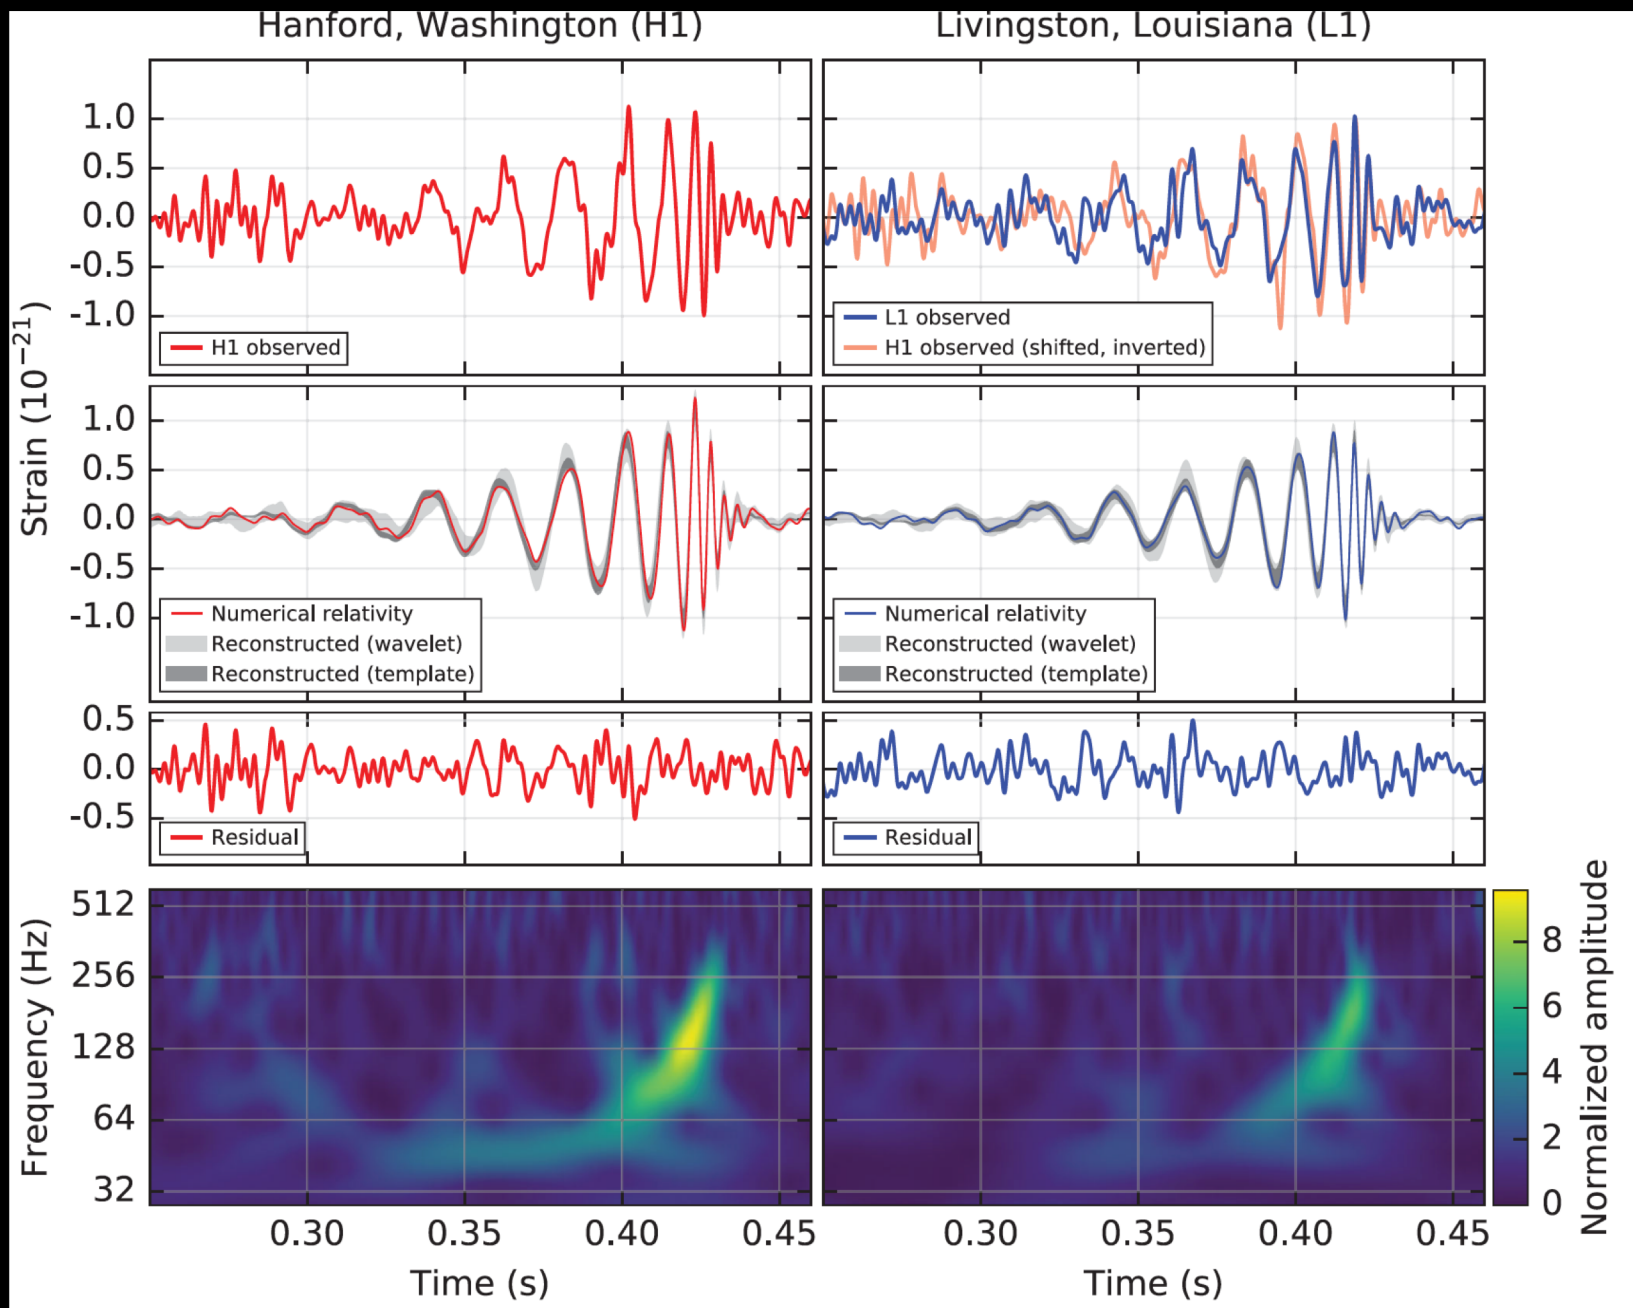 Hanford, Washington (H1)
Livingston, Louisiana (L1)
Strain (10⁻²¹)
1.0
0.5
0.0
-0.5
-1.0
H1 observed
L1 observed
H1 observed (shifted, inverted)
1.0
0.5
0.0
-0.5
-1.0
Numerical relativity
Reconstructed (wavelet)
Reconstructed (template)
Numerical relativity
Reconstructed (wavelet)
Reconstructed (template)
0.5
0.0
-0.5
Residual
Residual
Frequency (Hz)
512
256
128
64
32
Normalized amplitude
8
6
4
2
0
0.30 0.35 0.40 0.45
0.30 0.35 0.40 0.45
Time (s)
Time (s)